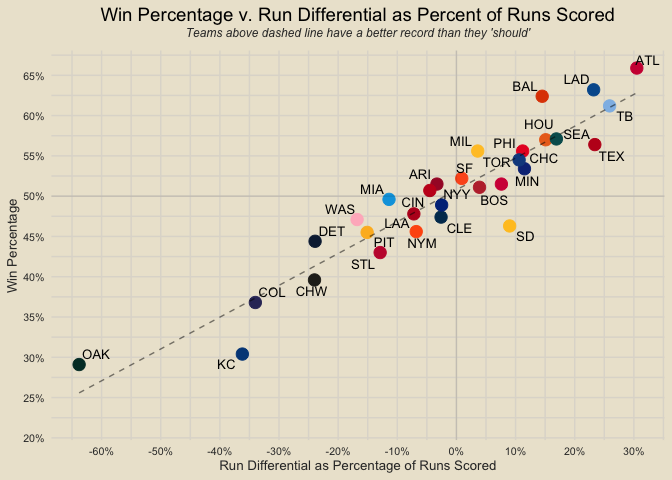 Win Percentage v. Run Differential as Percent of Runs Scored
Teams above dashed line have a better record than they 'should'
ATL
LAD
BAL
TB
HOU
SEA
TEX
MIL
PHI
CHC
TOR
SF
MIN
ARI
NYY
BOS
MIA
CIN
WAS
LAA
CLE
SD
DET
PIT
NYM
STL
CHW
COL
OAK
KC
65%
60%
55%
50%
45%
40%
35%
30%
25%
20%
Win Percentage
-60%
-50%
-40%
-30%
-20%
-10%
0%
10%
20%
30%
Run Differential as Percentage of Runs Scored